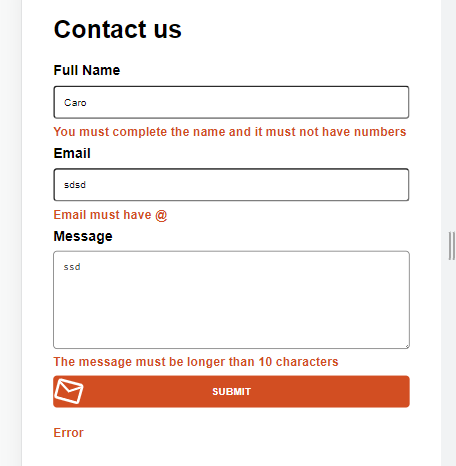 Contact us
Full Name
Caro
You must complete the name and it must not have numbers
Email
sdsd
Email must have @
Message
ssd
The message must be longer than 10 characters
SUBMIT
Error